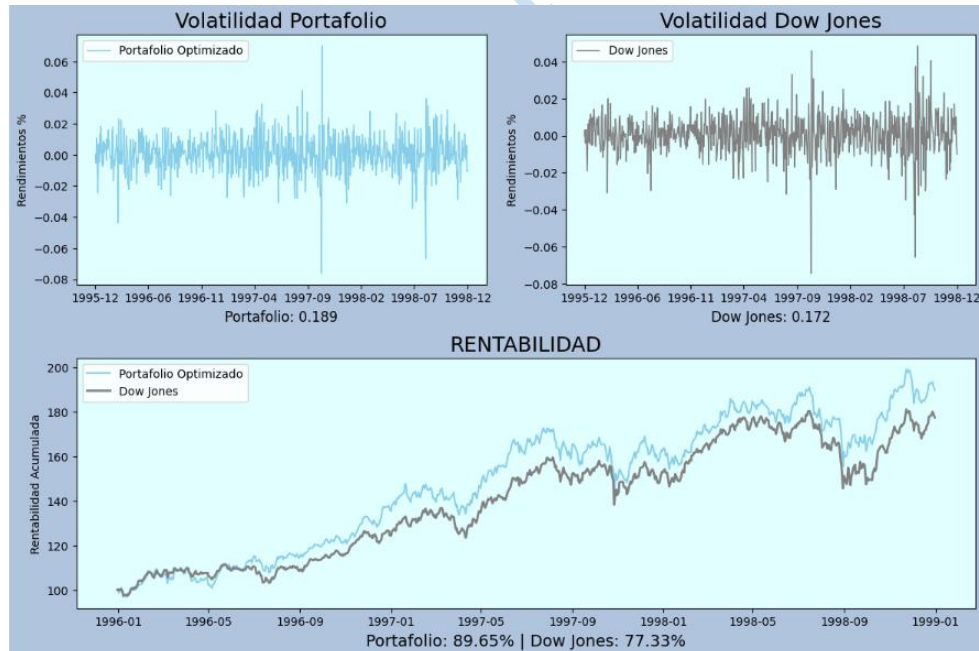 Volatilidad Portafolio
Portafolio Optimizado
0.06
0.04
0.02
0.00
−0.02
−0.04
−0.06
−0.08
Rendimientos %
1995-12 1996-06 1996-11 1997-04 1997-09 1998-02 1998-07 1998-12
Portafolio: 0.189
Volatilidad Dow Jones
Dow Jones
0.04
0.02
0.00
−0.02
−0.04
−0.06
−0.08
Rendimientos %
1995-12 1996-06 1996-11 1997-04 1997-09 1998-02 1998-07 1998-12
Dow Jones: 0.172
RENTABILIDAD
Portafolio Optimizado
Dow Jones
200
180
160
140
120
100
Rentabilidad Acumulada
1996-01 1996-05 1996-09 1997-01 1997-05 1997-09 1998-01 1998-05 1998-09 1999-01
Portafolio: 89.65% | Dow Jones: 77.33%